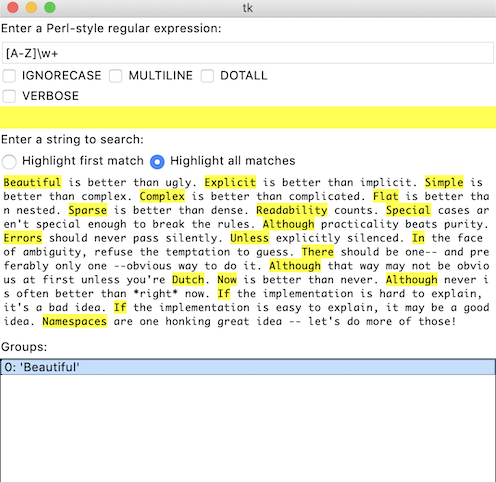 tk
Enter a Perl-style regular expression:
[A-Z]\w+
IGNORECASE MULTILINE DOTALL
VERBOSE
Enter a string to search:
Highlight first match Highlight all matches
Beautiful is better than ugly. Explicit is better than implicit. Simple is
better than complex. Complex is better than complicated. Flat is better tha
n nested. Sparse is better than dense. Readability counts. Special cases ar
en't special enough to break the rules. Although practicality beats purity.
Errors should never pass silently. Unless explicitly silenced. In the face
of ambiguity, refuse the temptation to guess. There should be one-- and pre
ferably only one --obvious way to do it. Although that way may not be obvio
us at first unless you're Dutch. Now is better than never. Although never i
s often better than *right* now. If the implementation is hard to explain,
it's a bad idea. If the implementation is easy to explain, it may be a good
idea. Namespaces are one honking great idea -- let's do more of those!
Groups:
0: 'Beautiful'